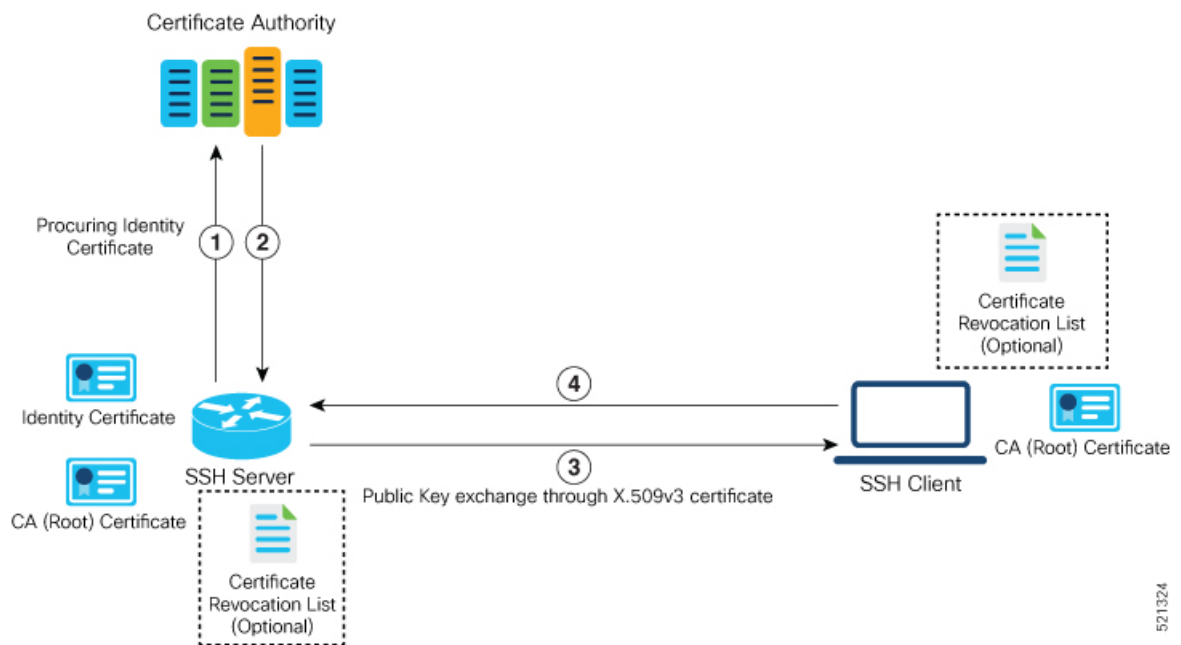 Certificate Authority
Procuring Identity
Certificate
1
2
Certificate
Revocation List
(Optional)
4
Identity Certificate
CA (Root) Certificate
SSH Server
3
SSH Client
Public Key exchange through X.509v3 certificate
CA (Root) Certificate
Certificate
Revocation List
(Optional)
521324